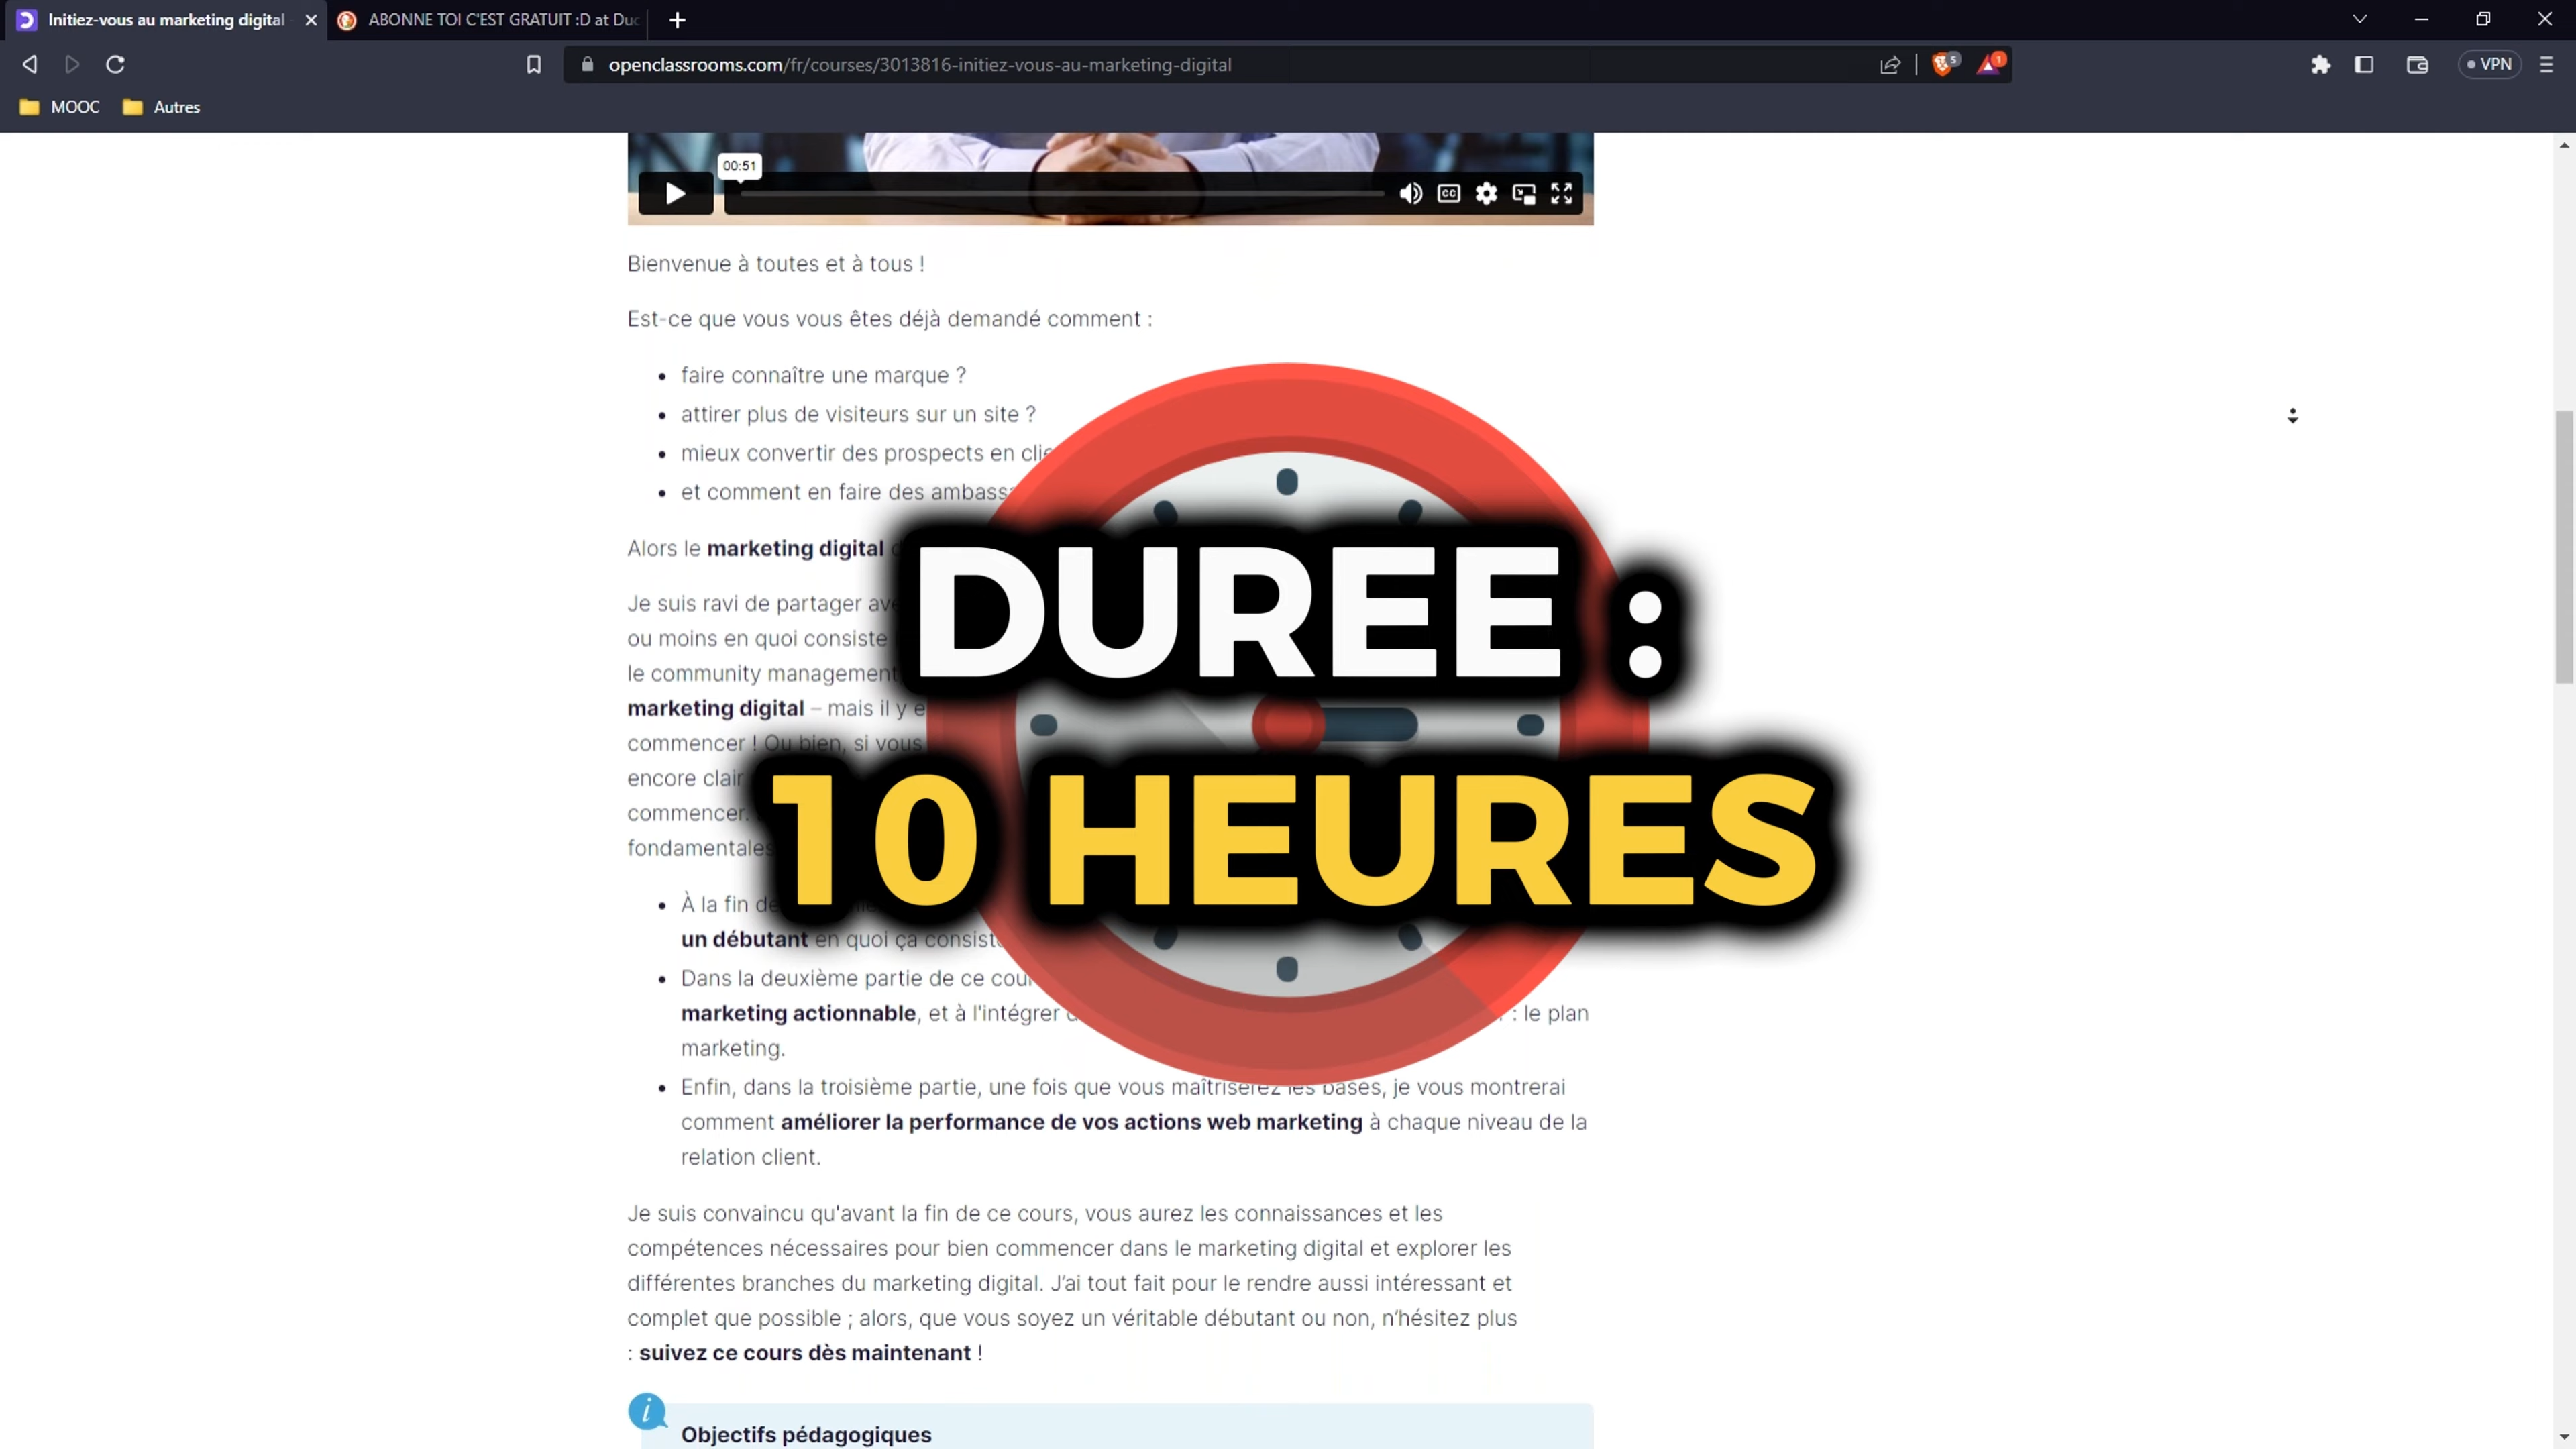 Initiez-vous au marketing digital
ABONNE TOI C'EST GRATUIT :D at Duc
openclassrooms.com/fr/courses/3013816-initiez-vous-au-marketing-digital
5
1
VPN
MOOC
Autres
00:51
CC
Bienvenue à toutes et à tous !
Est-ce que vous vous êtes déjà demandé comment :
faire connaître une marque ?
attirer plus de visiteurs sur un site ?
mieux convertir des prospects en
et comment en faire des
Alors le marketing digital
Je suis ravi de partager
ou moins en quoi consiste
le community management
marketing digital – mais il y
commencer ! Ou bien, si vous
encore clair
commencer.
fondamentales
DUREE :
10 HEURES
À la fin de
un débutant en quoi ça
Dans la deuxième partie de ce
marketing actionnable, et à l'intégrer : le plan
marketing.
Enfin, dans la troisième partie, une fois que vous maîtriserez les bases, je vous montrerai
comment améliorer la performance de vos actions web marketing à chaque niveau de la
relation client.
Je suis convaincu qu'avant la fin de ce cours, vous aurez les connaissances et les
compétences nécessaires pour bien commencer dans le marketing digital et explorer les
différentes branches du marketing digital. J'ai tout fait pour le rendre aussi intéressant et
complet que possible ; alors, que vous soyez un véritable débutant ou non, n'hésitez plus
: suivez ce cours dès maintenant !
i
Objectifs pédagogiques